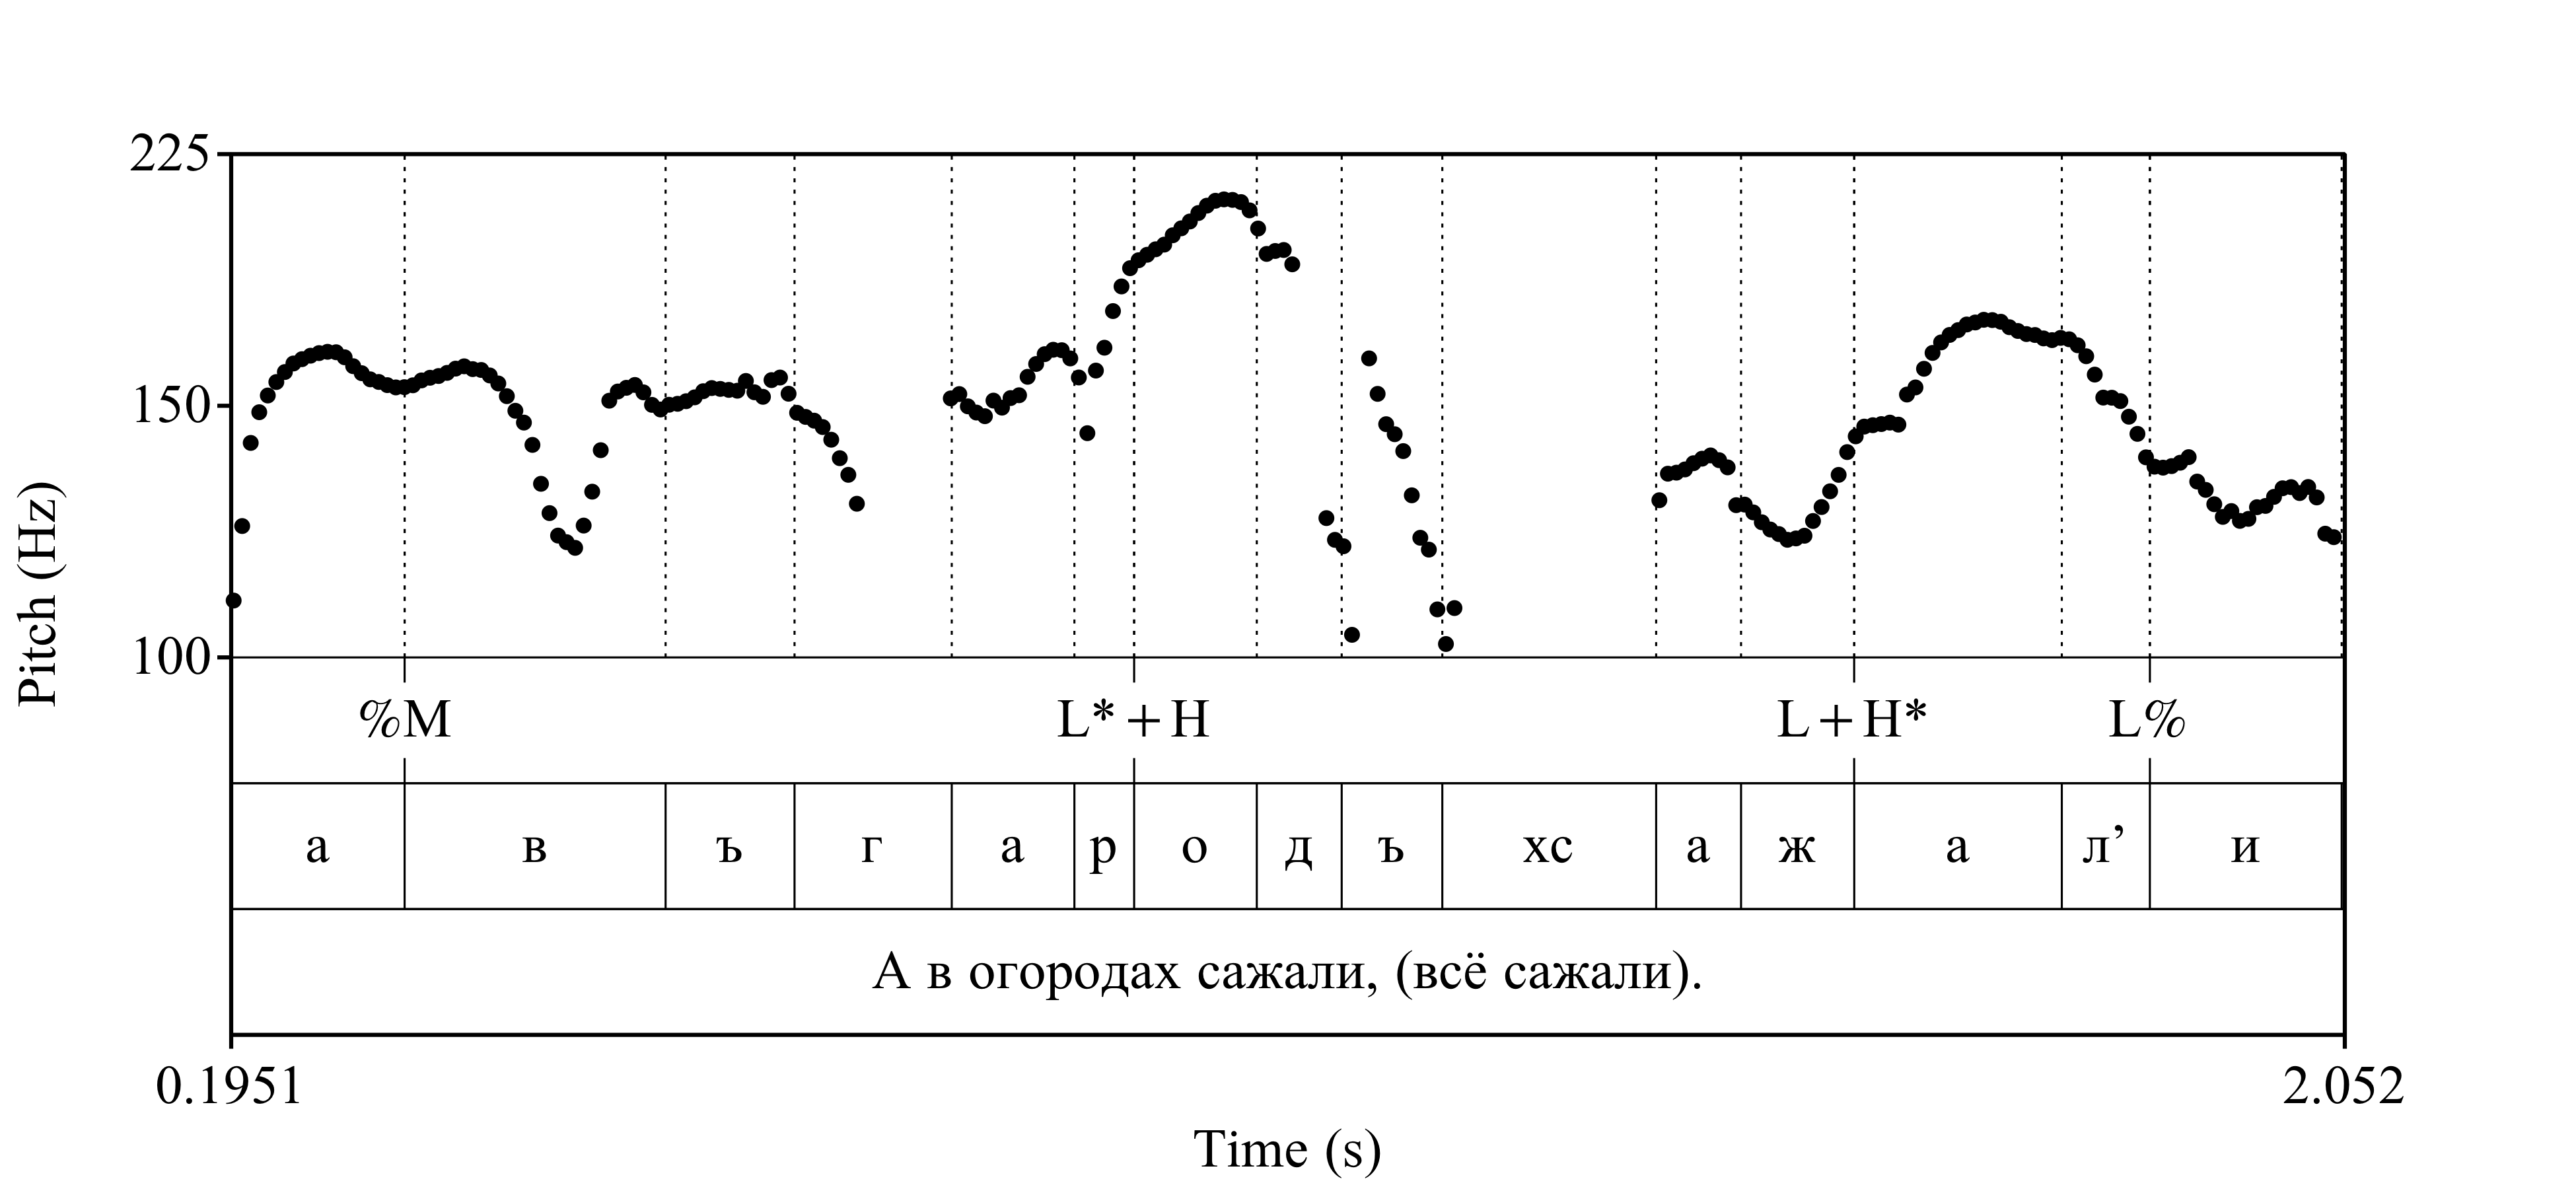 225
150
100
Pitch (Hz)
%M L*+H L+H* L%
а в ъ г а р о д ъ хс а ж а л’ и
А в огородах сажали, (всё сажали).
0.1951 2.052
Time (s)